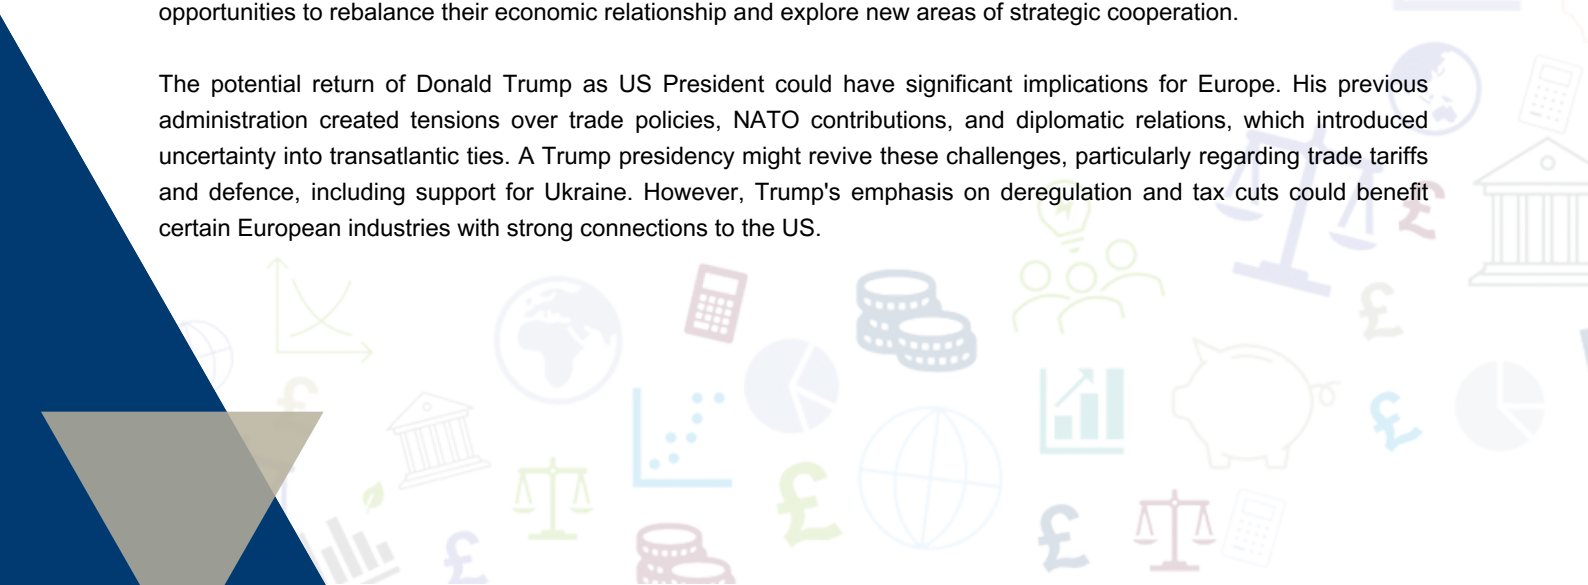 opportunities to rebalance their economic relationship and explore new areas of strategic cooperation.
The potential return of Donald Trump as US President could have significant implications for Europe. His previous
administration created tensions over trade policies, NATO contributions, and diplomatic relations, which introduced
uncertainty into transatlantic ties. A Trump presidency might revive these challenges, particularly regarding trade tariffs
and defence, including support for Ukraine. However, Trump's emphasis on deregulation and tax cuts could benefit
certain European industries with strong connections to the US.